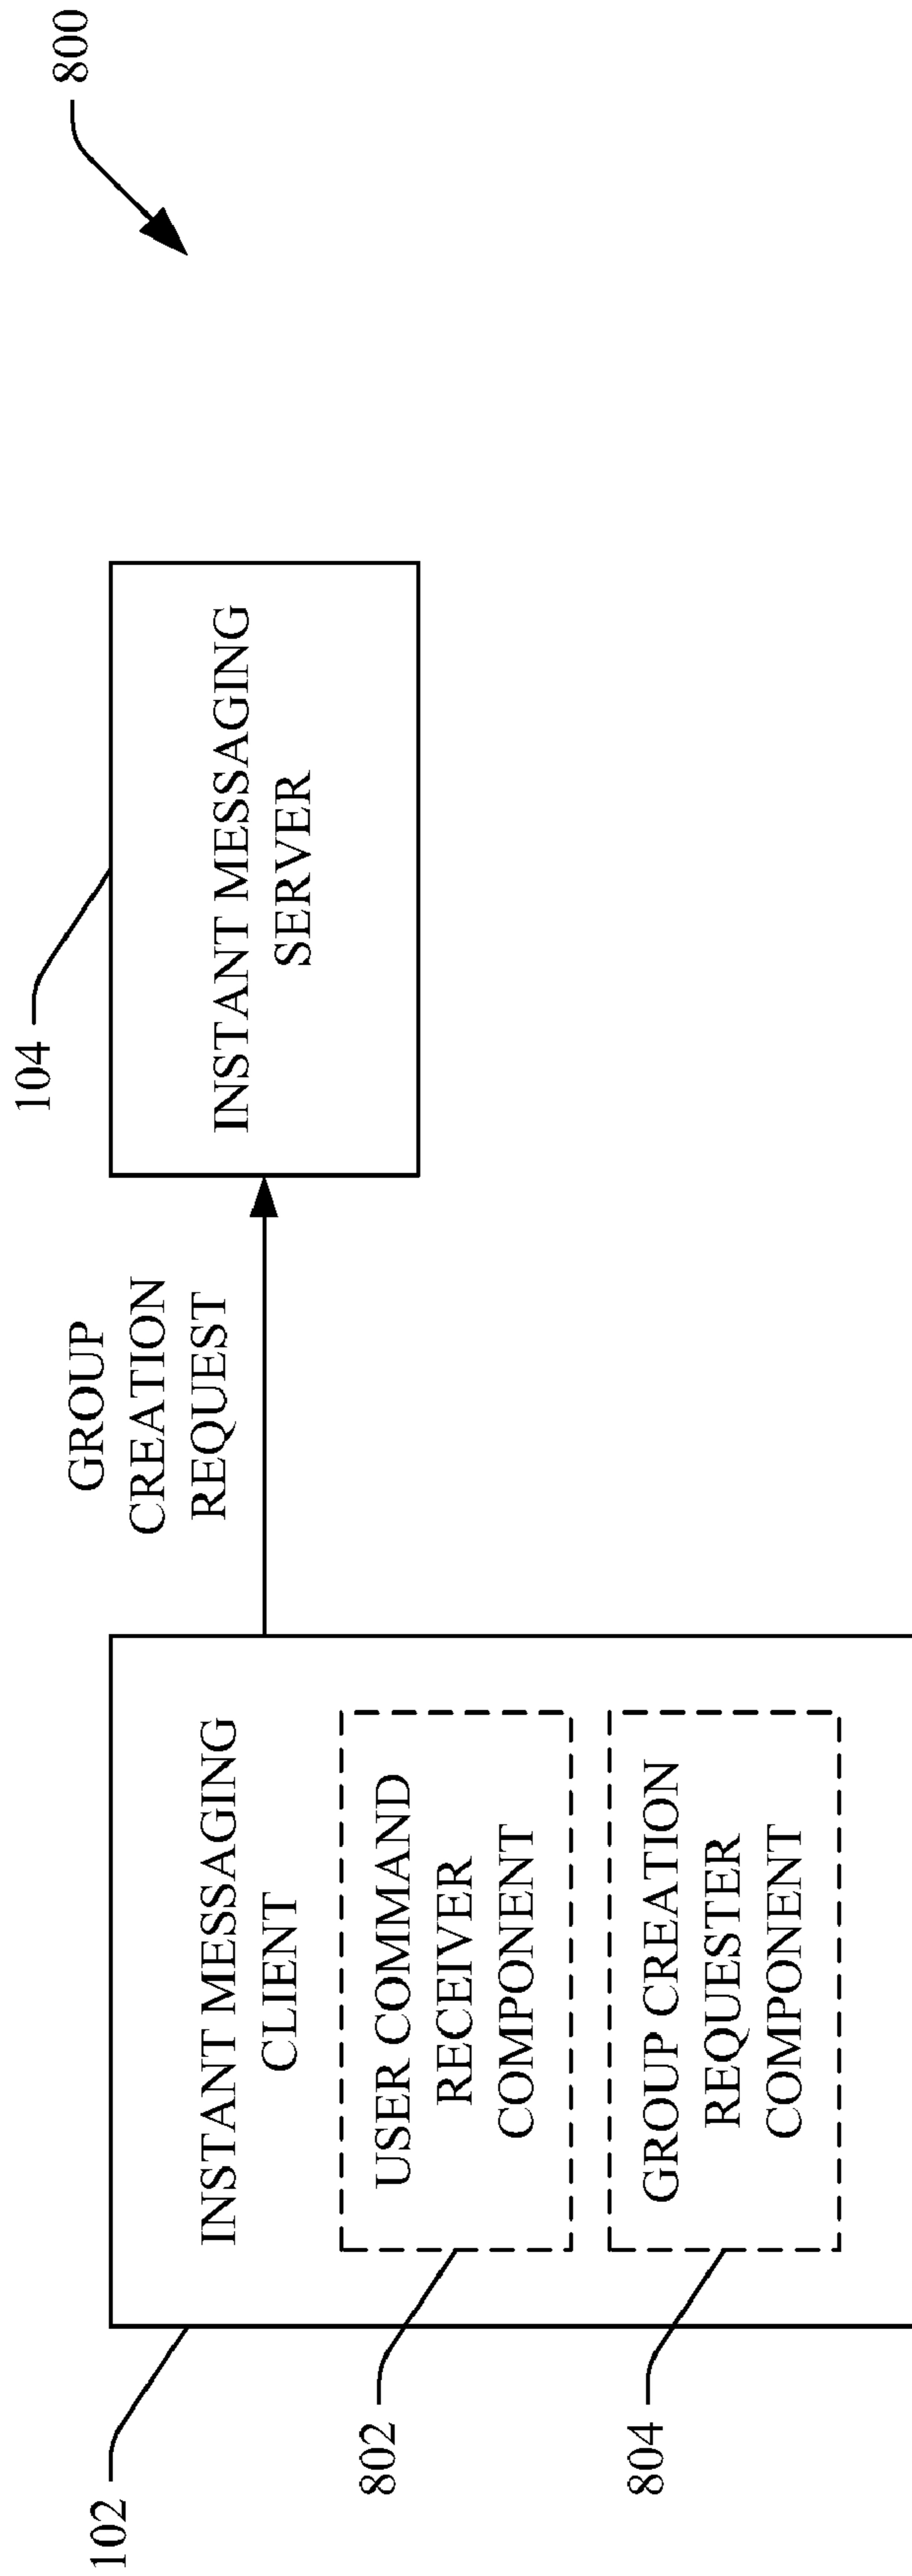 800
104
INSTANT MESSAGING
SERVER
GROUP
CREATION
REQUEST
102
INSTANT MESSAGING
CLIENT
802
USER COMMAND
RECEIVER
COMPONENT
804
GROUP CREATION
REQUESTER
COMPONENT